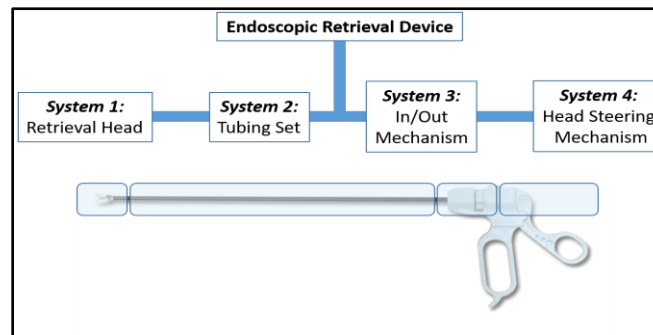 Endoscopic Retrieval Device
System 1:
Retrieval Head
System 2:
Tubing Set
System 3:
In/Out
Mechanism
System 4:
Head Steering
Mechanism